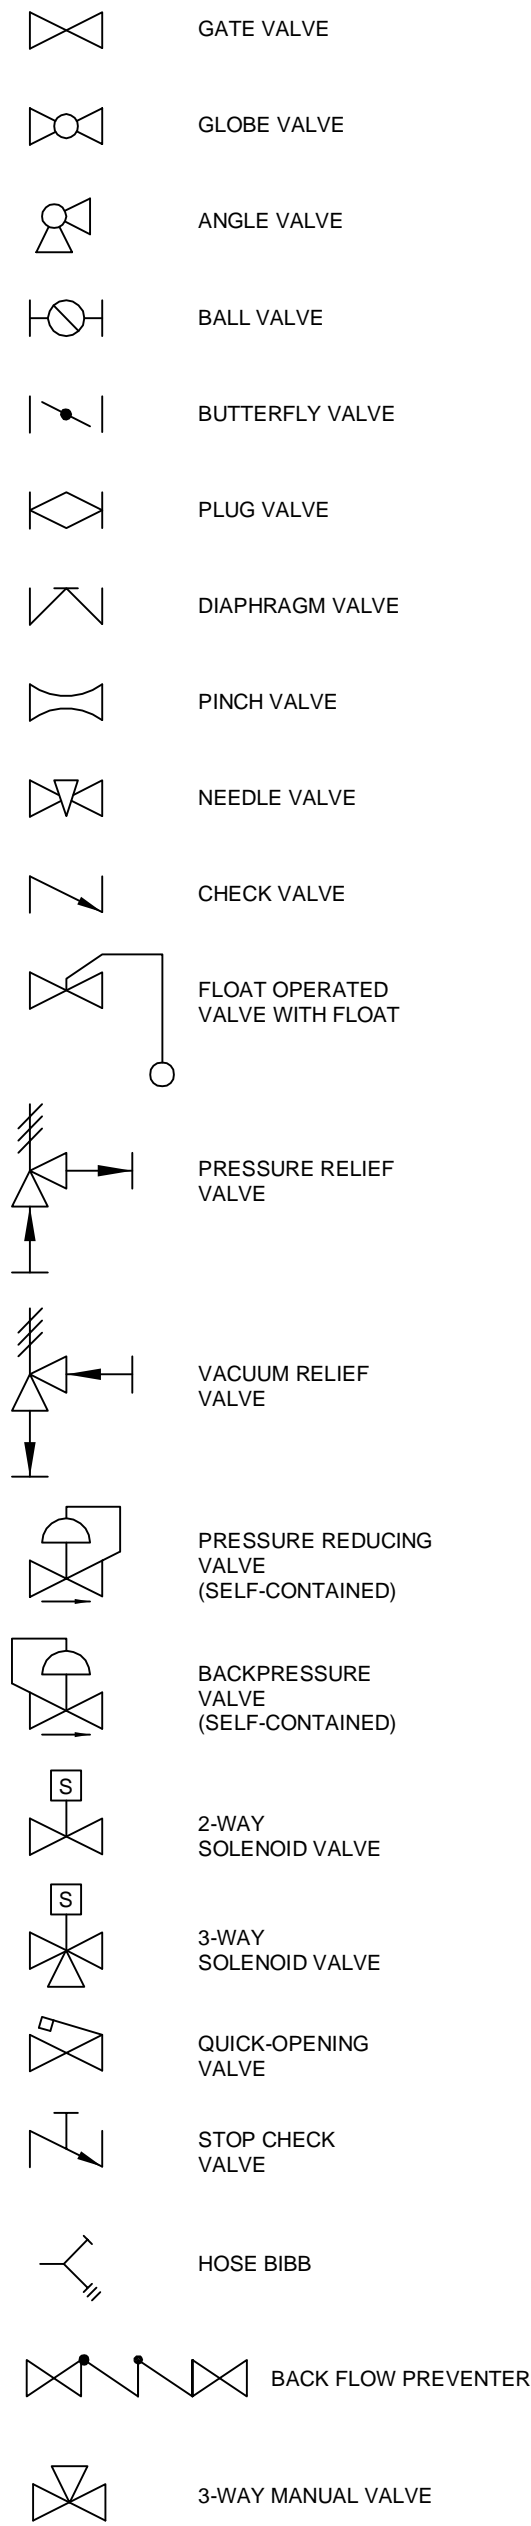 GATE VALVE
GLOBE VALVE
ANGLE VALVE
BALL VALVE
BUTTERFLY VALVE
PLUG VALVE
DIAPHRAGM VALVE
PINCH VALVE
NEEDLE VALVE
CHECK VALVE
FLOAT OPERATED
VALVE WITH FLOAT
PRESSURE RELIEF
VALVE
VACUUM RELIEF
VALVE
PRESSURE REDUCING
VALVE
(SELF-CONTAINED)
BACKPRESSURE
VALVE
(SELF-CONTAINED)
S
2-WAY
SOLENOID VALVE
S
3-WAY
SOLENOID VALVE
QUICK-OPENING
VALVE
STOP CHECK
VALVE
HOSE BIBB
BACK FLOW PREVENTER
3-WAY MANUAL VALVE